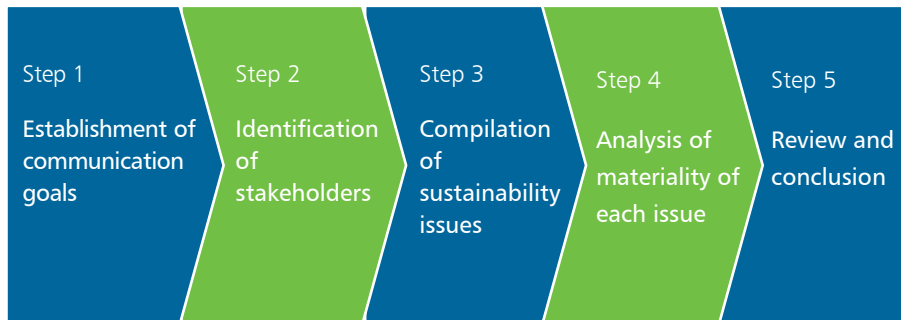 Step 1
Establishment of
communication
goals
Step 2
Identification
of
stakeholders
Step 3
Compilation
of
sustainability
issues
Step 4
Analysis of
materiality of
each issue
Step 5
Review and
conclusion